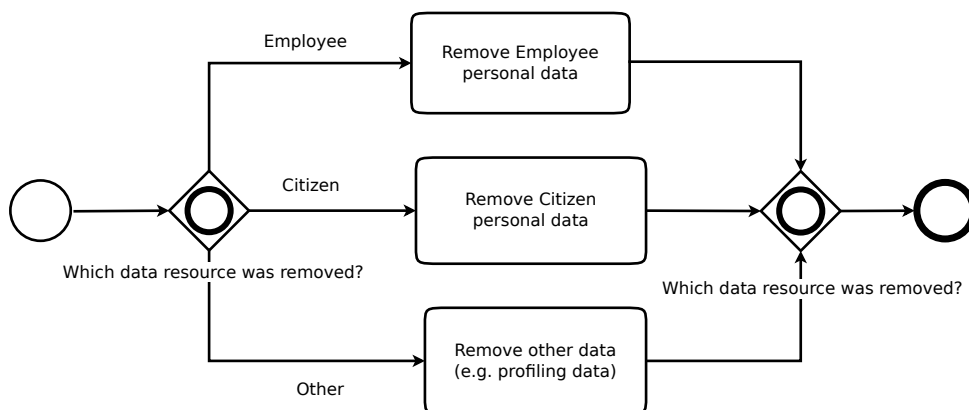 Employee
Remove Employee
personal data
Citizen
Remove Citizen
personal data
Which data resource was removed?
Which data resource was removed?
Remove other data
(e.g. profiling data)
Other